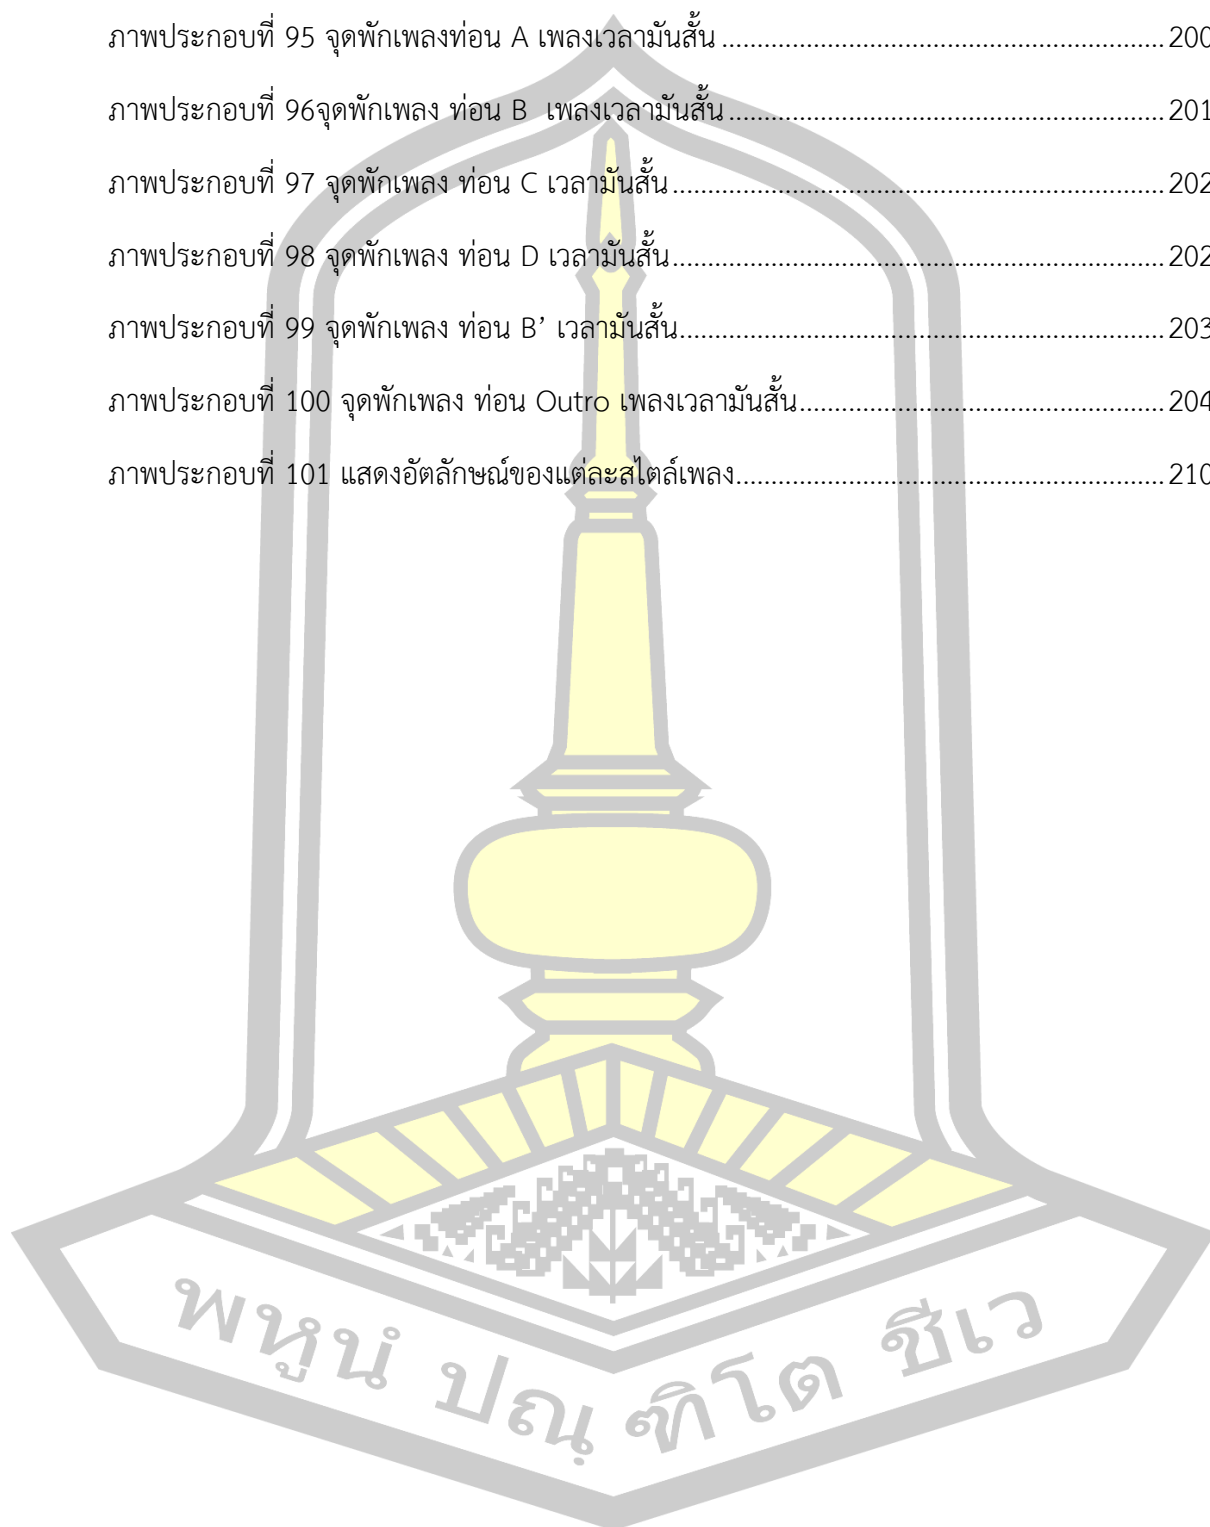 ภาพประกอบที่ 95 จุดพักเพลงท่อน A เพลงเวลามันสั้น ........................................................................ 200
ภาพประกอบที่ 96จุดพักเพลง ท่อน B  เพลงเวลามันสั้น ....................................................................... 201
ภาพประกอบที่ 97 จุดพักเพลง ท่อน C เวลามันสั้น ................................................................................ 202
ภาพประกอบที่ 98 จุดพักเพลง ท่อน D เวลามันสั้น ................................................................................ 202
ภาพประกอบที่ 99 จุดพักเพลง ท่อน B’ เวลามันสั้น............................................................................... 203
ภาพประกอบที่ 100 จุดพักเพลง ท่อน Outro เพลงเวลามันสั้น........................................................... 204
ภาพประกอบที่ 101 แสดงอัตลักษณ์ของแต่ละสไตล์เพลง...................................................................... 210
พหูนํ ปณฺฑิโต ชีเว